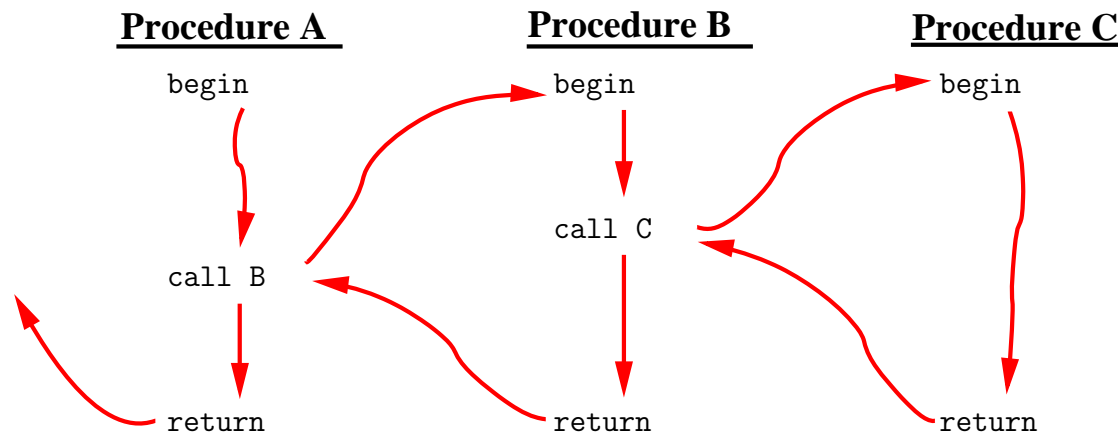 Procedure A
begin
call B
return
Procedure B
begin
call C
return
Procedure C
begin
return